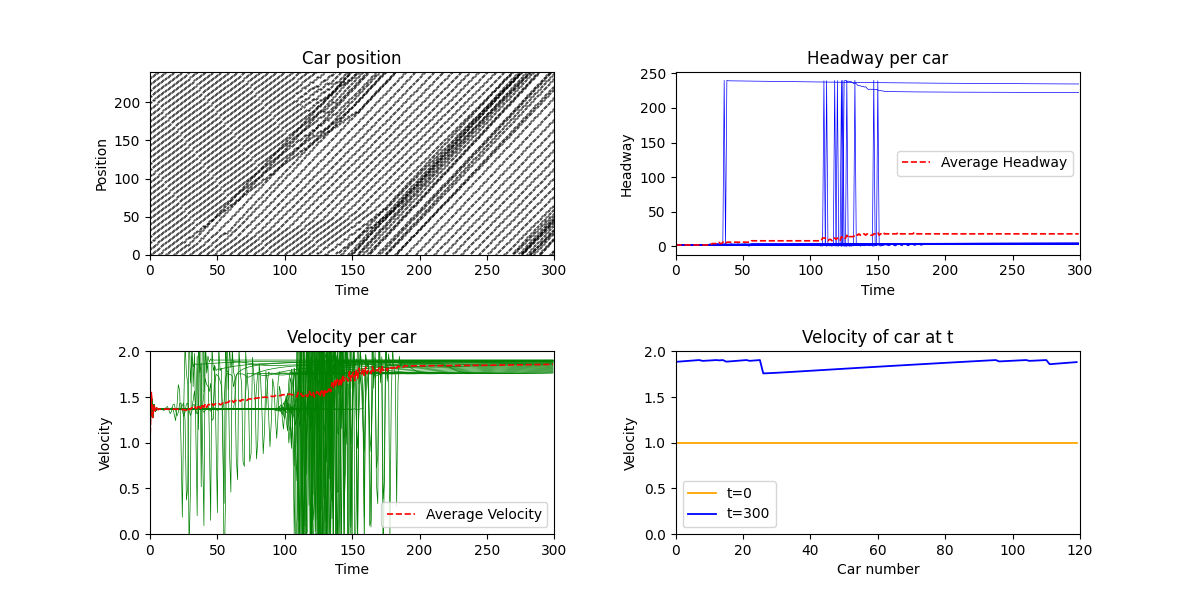 Car position
Position
200
150
100
50
0
0 50 100 150 200 250 300
Time
Headway per car
Headway
250
200
150
100
50
0
Average Headway
0 50 100 150 200 250 300
Time
Velocity per car
Velocity
2.0
1.5
1.0
0.5
0.0
Average Velocity
0 50 100 150 200 250 300
Time
Velocity of car at t
Velocity
2.0
1.5
1.0
0.5
0.0
t=0
t=300
0 20 40 60 80 100 120
Car number